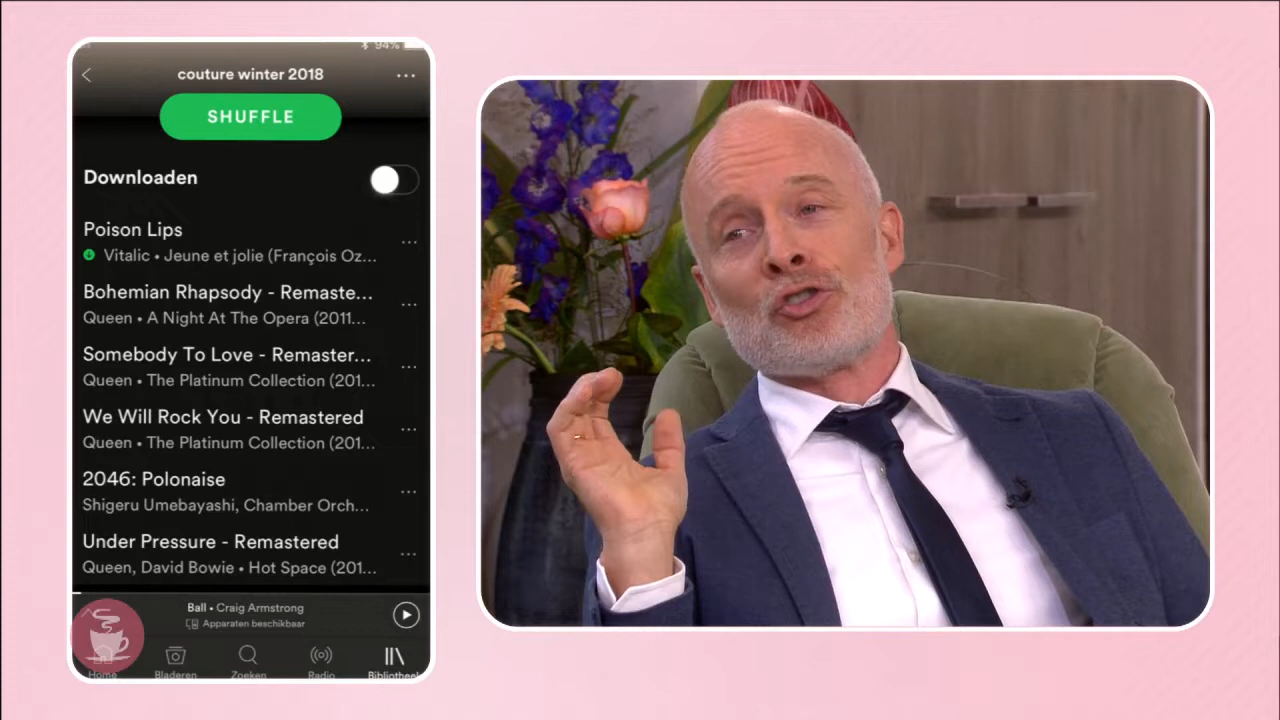 94%
couture winter 2018
SHUFFLE
Downloaden
Poison Lips
Vitalic • Jeune et jolie (François Oz...
Bohemian Rhapsody - Remaste...
Queen • A Night At The Opera (2011...
Somebody To Love - Remaster...
Queen • The Platinum Collection (201...
We Will Rock You - Remastered
Queen • The Platinum Collection (201...
2046: Polonaise
Shigeru Umebayashi, Chamber Orch...
Under Pressure - Remastered
Queen, David Bowie • Hot Space (201...
Ball • Craig Armstrong
Apparaten beschikbaar
Home Bladeren Zoeken Radio Bibliotheek